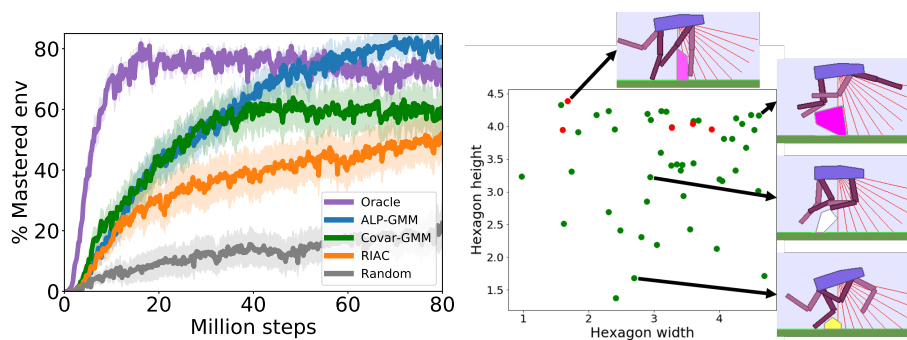 % Mastered env
80
60
40
20
0
0 20 40 60 80
Million steps
Oracle
ALP-GMM
Covar-GMM
RIAC
Random
Hexagon height
4.5
4.0
3.5
3.0
2.5
2.0
1.5
1 2 3 4
Hexagon width